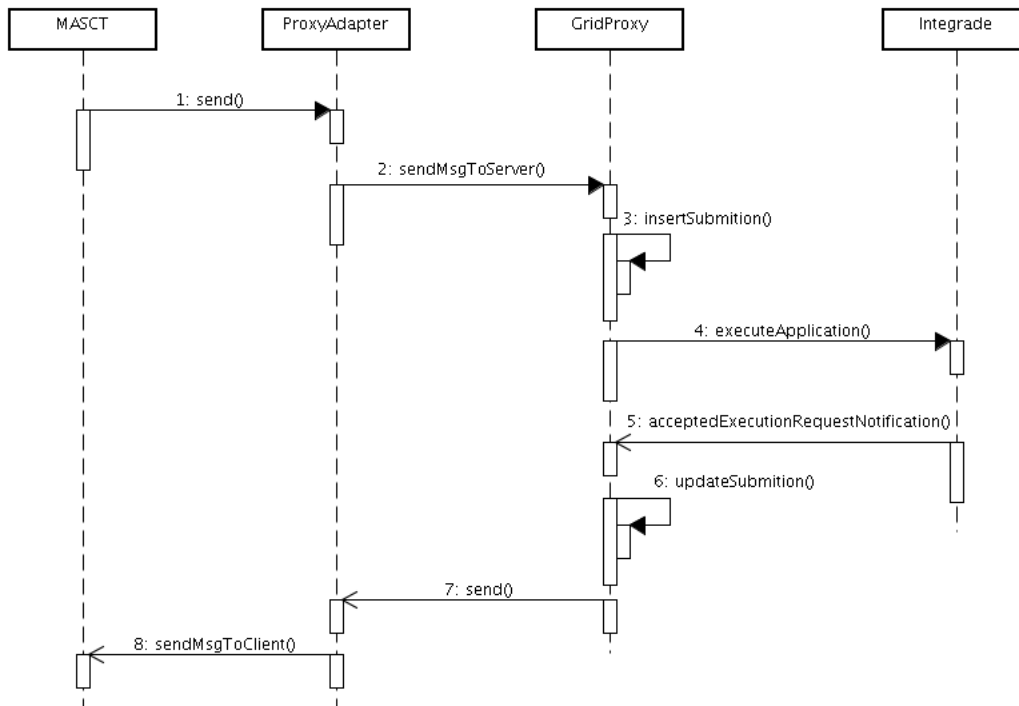 MASCT
ProxyAdapter
GridProxy
Integrade
1: send()
2: sendMsgToServer()
3: insertSubmition()
4: executeApplication()
5: acceptedExecutionRequestNotification()
6: updateSubmition()
7: send()
8: sendMsgToClient()